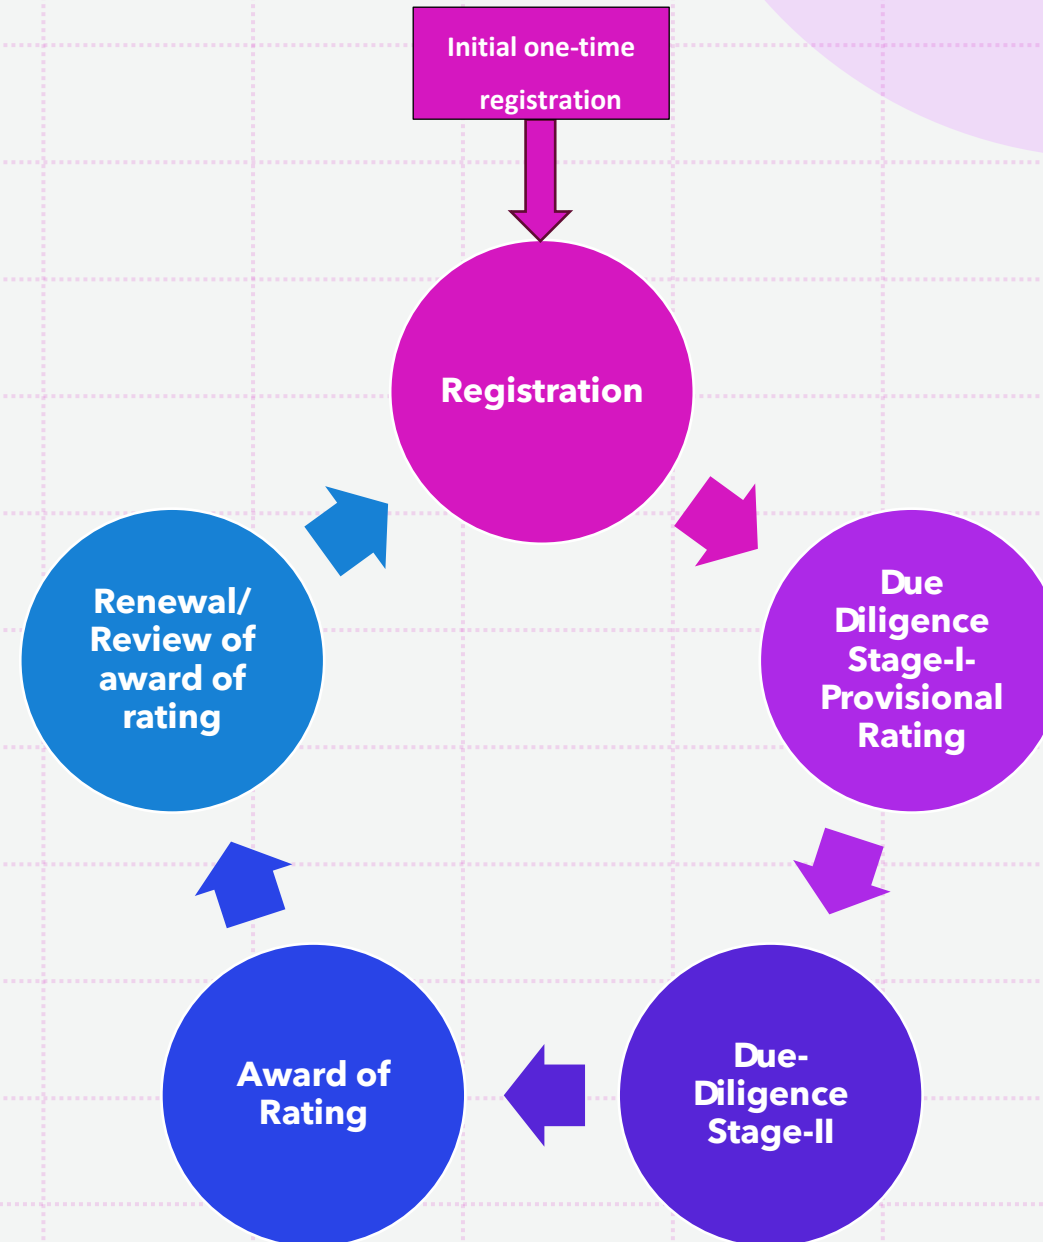 Initial one-time
registration
Registration
Due
Diligence
Stage-I-
Provisional
Rating
Due-
Diligence
Stage-II
Award of
Rating
Renewal/
Review of
award of
rating